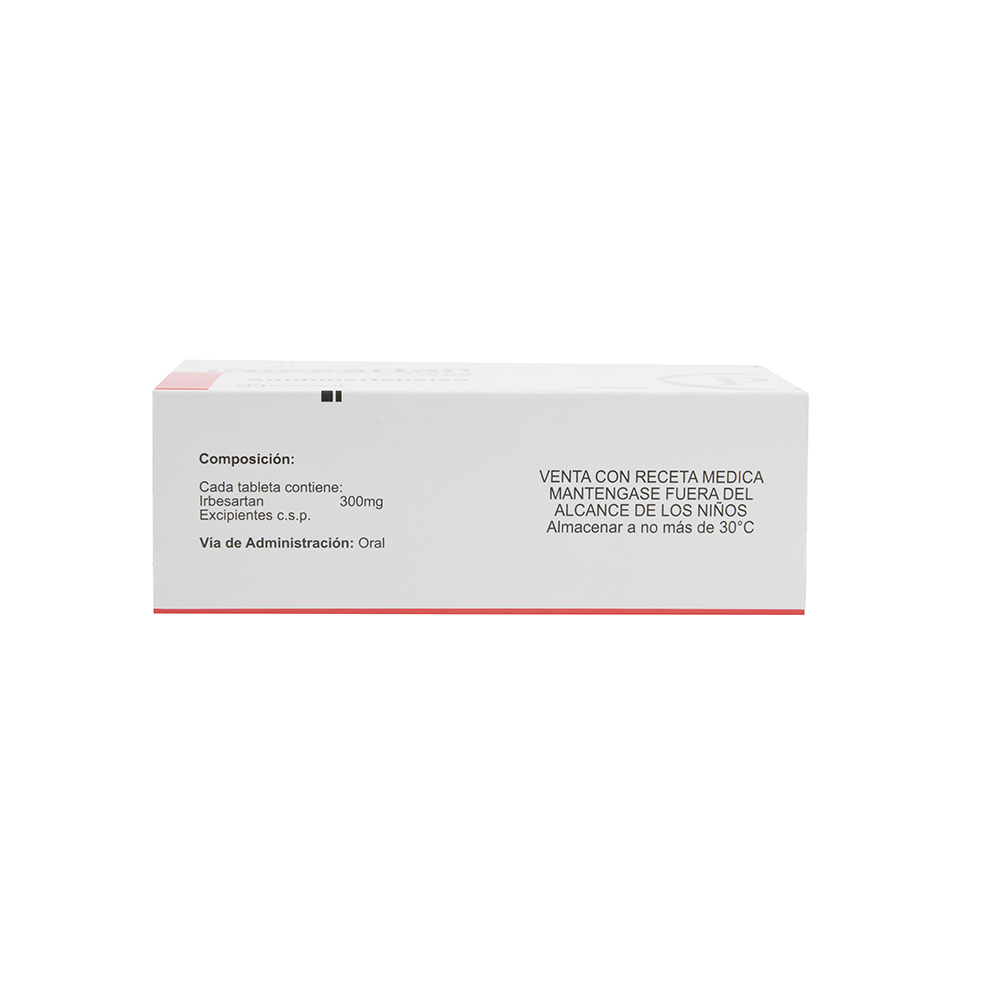 Antihipertensivo
Composición:
Cada tableta contiene:
Irbesartan 300mg
Excipientes c.s.p.
Vía de Administración: Oral
VENTA CON RECETA MEDICA
MANTENGASE FUERA DEL
ALCANCE DE LOS NIÑOS
Almacenar a no más de 30°C